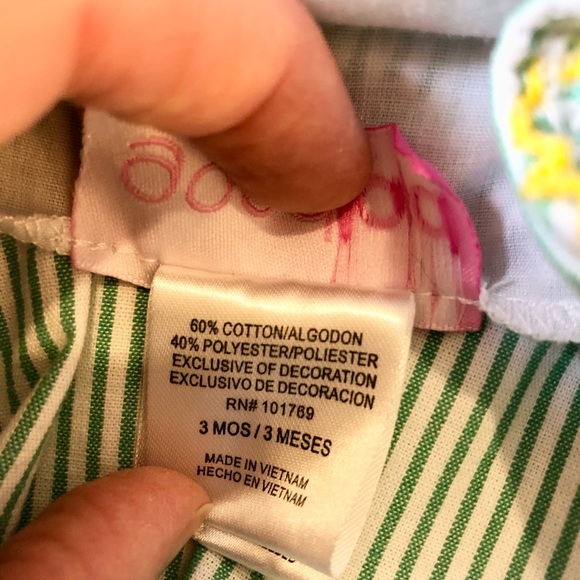 60% COTTON/ALGODON
40% POLYESTER/POLIESTER
EXCLUSIVE OF DECORATION
EXCLUSIVO DE DECORACION
RN# 101769
3 MOS / 3 MESES
MADE IN VIETNAM
HECHO EN VIETNAM